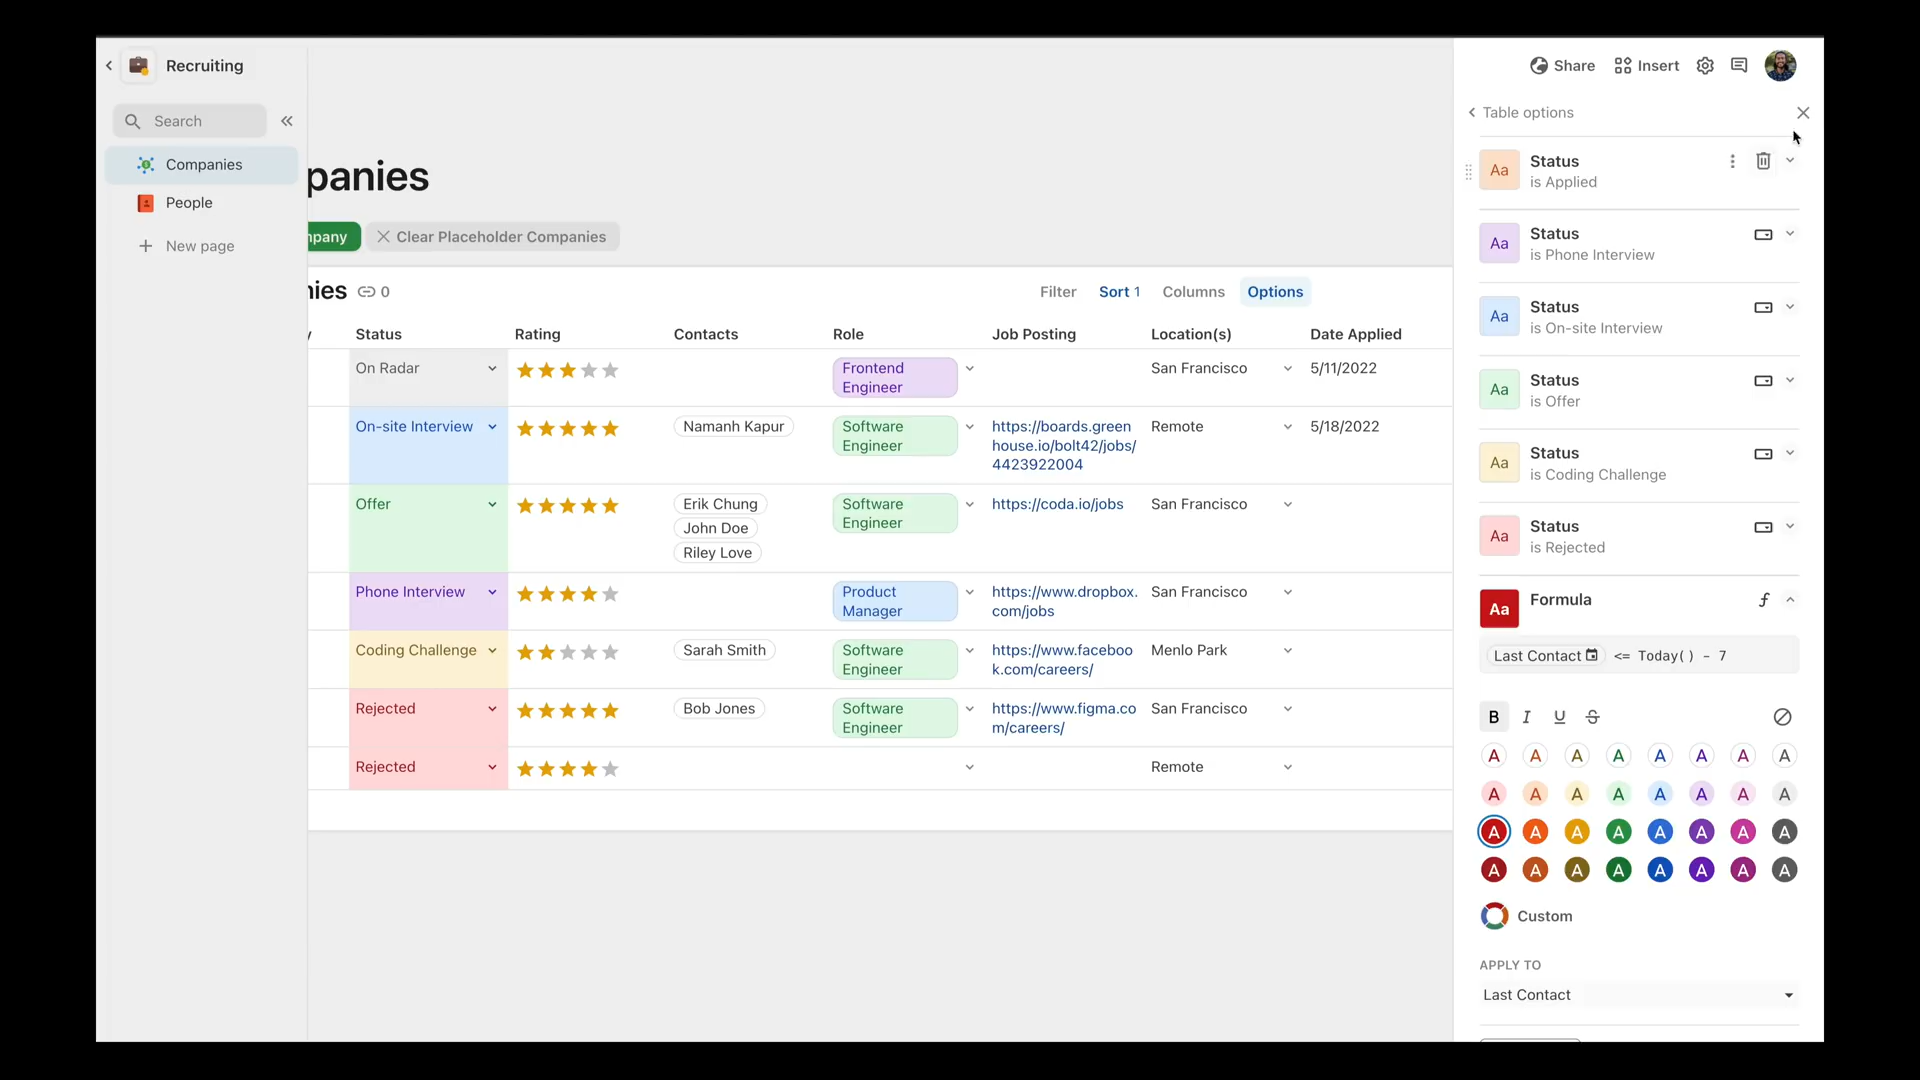 Recruiting
Share
Insert
Search
Companies
People
New page
panies
mpany
Clear Placeholder Companies
nies
0
Filter
Sort 1
Columns
Options
y
Status
Rating
Contacts
Role
Job Posting
Location(s)
Date Applied
On Radar
Frontend
Engineer
San Francisco
5/11/2022
On-site Interview
Namanh Kapur
Software
Engineer
https://boards.green
house.io/bolt42/jobs/
4423922004
Remote
5/18/2022
Offer
Erik Chung
John Doe
Riley Love
Software
Engineer
https://coda.io/jobs
San Francisco
Phone Interview
Product
Manager
https://www.dropbox.
com/jobs
San Francisco
Coding Challenge
Sarah Smith
Software
Engineer
https://www.faceboo
k.com/careers/
Menlo Park
Rejected
Bob Jones
Software
Engineer
https://www.figma.co
m/careers/
San Francisco
Rejected
Remote
Table options
Aa
Status
is Applied
Aa
Status
is Phone Interview
Aa
Status
is On-site Interview
Aa
Status
is Offer
Aa
Status
is Coding Challenge
Aa
Status
is Rejected
Aa
Formula
f
Last Contact <= Today() - 7
B I U S
A A A A A A A A
A A A A A A A A
A A A A A A A A
A A A A A A A A
Custom
APPLY TO
Last Contact